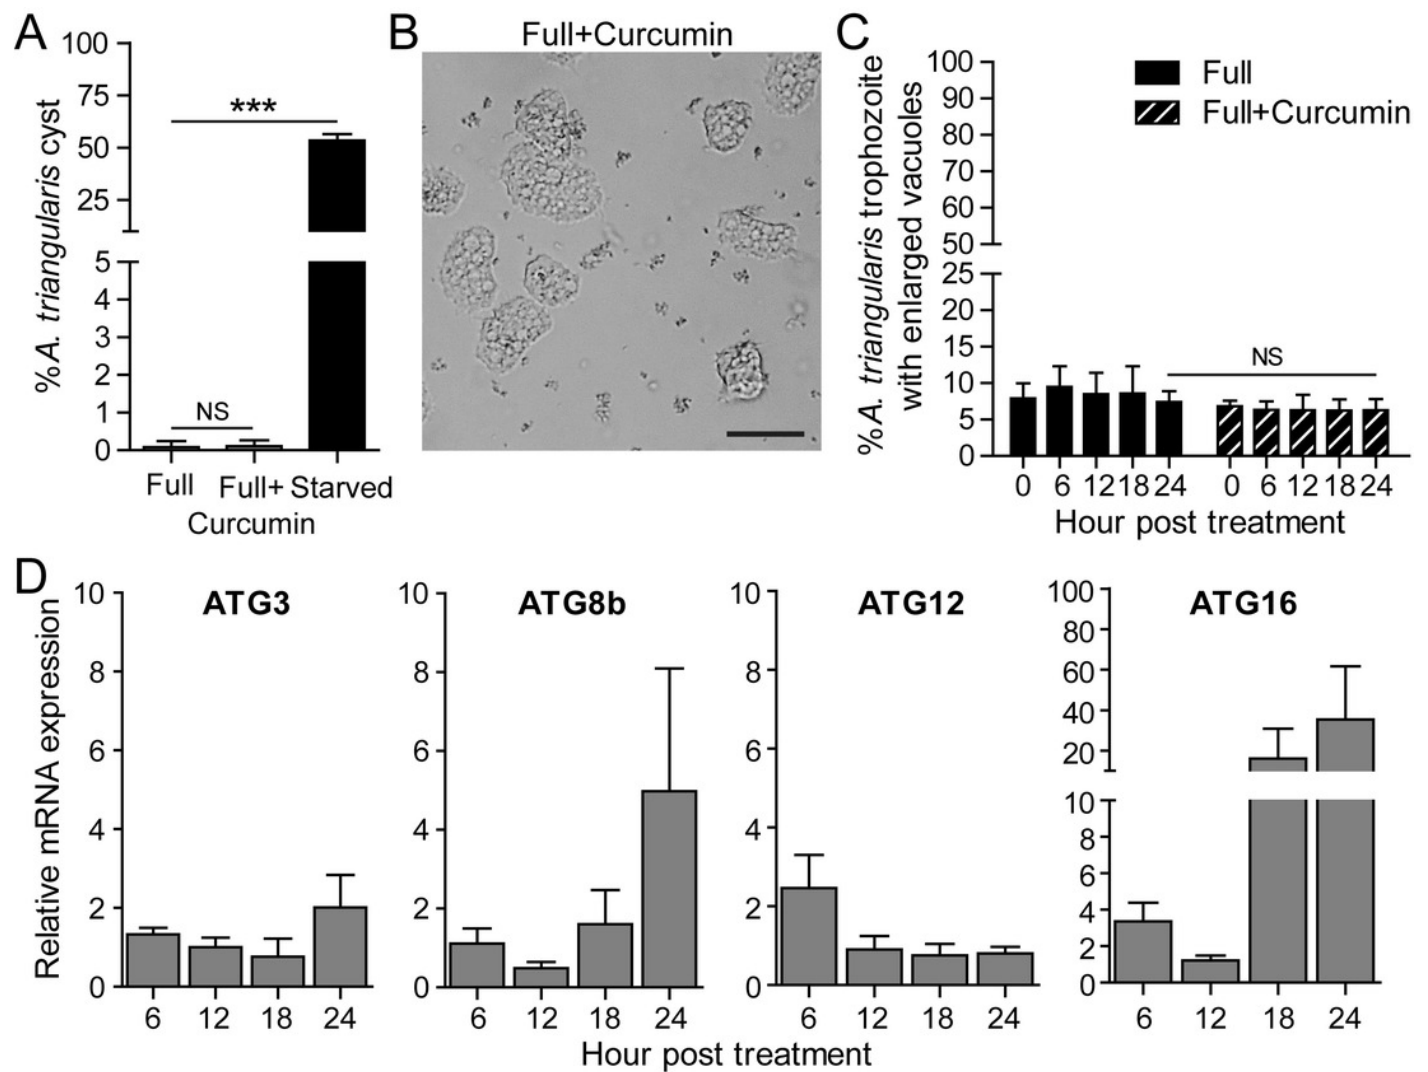 A
%A. triangularis cyst
100
75
50
25
5
4
3
2
1
0
***
NS
Full
Full+
Starved
Curcumin
B
Full+Curcumin
C
%A. triangularis trophozoite
with enlarged vacuoles
100
90
80
70
60
50
25
20
15
10
5
0
Full
Full+Curcumin
NS
0 6 12 18 24 0 6 12 18 24
Hour post treatment
D
Relative mRNA expression
ATG3
10
8
6
4
2
0
6 12 18 24
ATG8b
10
8
6
4
2
0
6 12 18 24
ATG12
10
8
6
4
2
0
6 12 18 24
ATG16
100
80
60
40
20
10
8
6
4
2
0
6 12 18 24
Hour post treatment